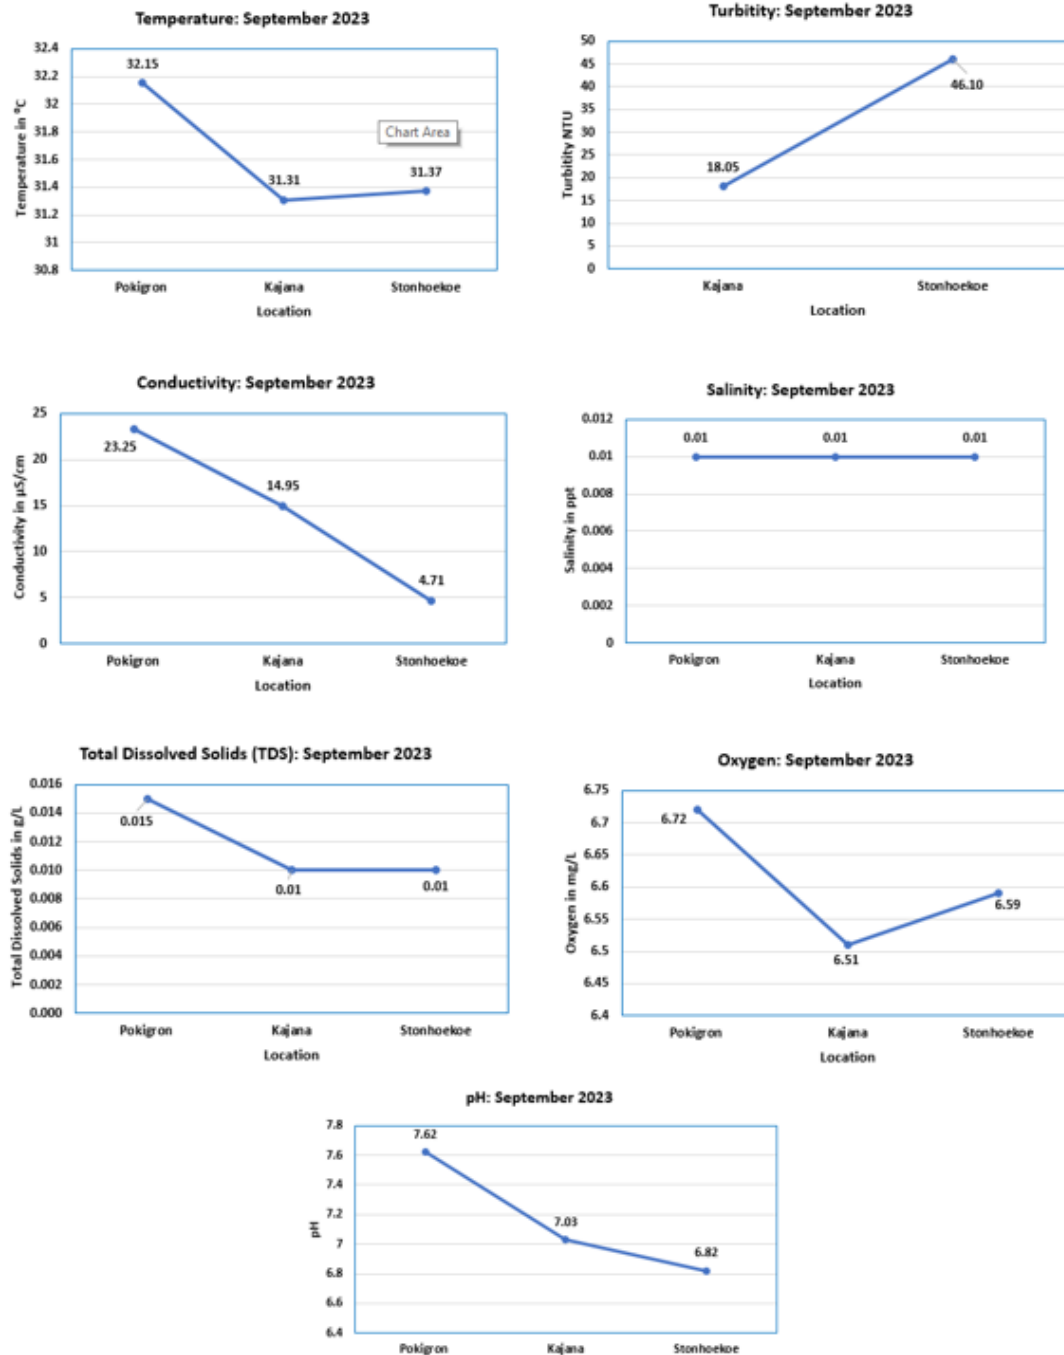 Temperature: September 2023
32.4
32.2
32
31.8
31.6
31.4
31.2
31
30.8
Temperature in °C
32.15
31.31
31.37
Chart Area
Pokigron Kajana Stonhoekoe
Location
Turbitity: September 2023
50
45
40
35
30
25
20
15
10
5
0
Turbitity NTU
18.05
46.10
Kajana Stonhoekoe
Location
Conductivity: September 2023
25
20
15
10
5
0
Conductivity in µS/cm
23.25
14.95
4.71
Pokigron Kajana Stonhoekoe
Location
Salinity: September 2023
0.012
0.01
0.008
0.006
0.004
0.002
0
Salinity in ppt
0.01 0.01 0.01
Pokigron Kajana Stonhoekoe
Location
Total Dissolved Solids (TDS): September 2023
0.016
0.014
0.012
0.010
0.008
0.006
0.004
0.002
0.000
Total Dissolved Solids in g/L
0.015
0.01
0.01
Pokigron Kajana Stonhoekoe
Location
Oxygen: September 2023
6.75
6.7
6.65
6.6
6.55
6.5
6.45
6.4
Oxygen in mg/L
6.72
6.51
6.59
Pokigron Kajana Stonhoekoe
Location
pH: September 2023
7.8
7.6
7.4
7.2
7
6.8
6.6
6.4
pH
7.62
7.03
6.82
Pokigron Kajana Stonhoekoe